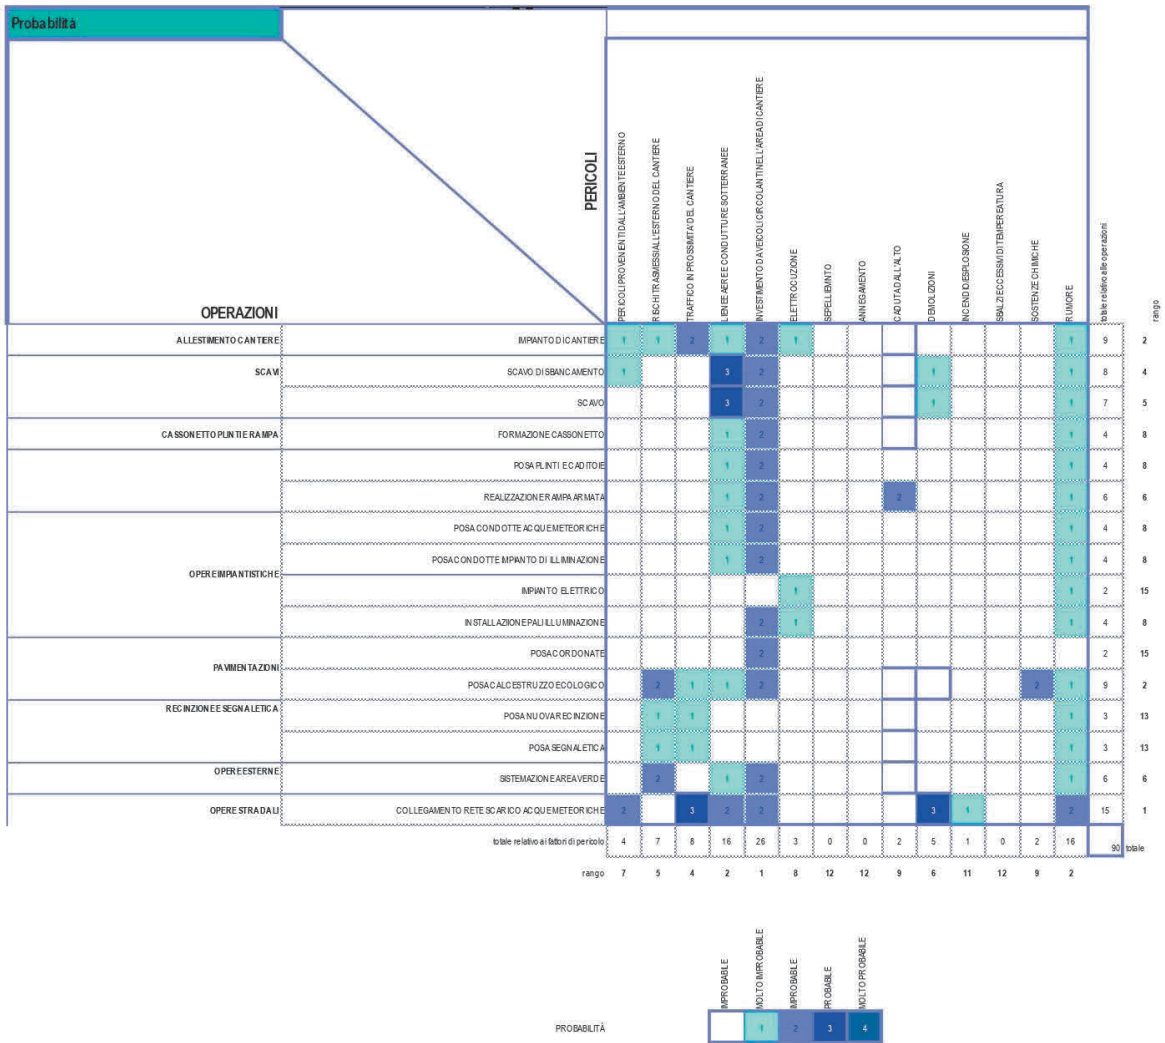 Probabilità
PERICOLI
OPERAZIONI
PERICOLI PROVENIENTI DALL'AMBIENTE ESTERNO
RISCHI TRASMESSI ALL'ESTERNO DEL CANTIERE
TRAFFICO IN PROSSIMITA' DEL CANTIERE
LIENEE AEREE CONDUTTURE SOTTERRANEE
INVESTIMENTO DA VEICOLI CIRCOLANTI NELL'AREA DI CANTIERE
ELETTROCUZIONE
SEPELLIEMNTO
ANNEGAMENTO
CADUTA DALL'ALTO
DEMOLIZIONI
INCENDIO/ESPLOSIONE
SBALZI ECCESSIVI DI TEMPEREATURA
SOSTENZE CHIMICHE
RUMORE
totale relativo alle operazioni
rango
ALLESTIMENTO CANTIERE IMPIANTO DI CANTIERE 1 1 2 1 2 1 1 9 2
SCAVI SCAVO DI SBANCAMENTO 1 3 2 1 1 8 4
SCAVO 3 2 1 1 7 5
CASSONETTO PLINTI E RAMPA FORMAZIONE CASSONETTO 1 2 1 4 8
POSA PLINTI E CADITOIE 1 2 1 4 8
REALIZZAZIONE RAMPA ARMATA 1 2 2 1 6 6
POSA CONDOTTE ACQUE METEORICHE 1 2 1 4 8
POSA CONDOTTE IMPIANTO DI ILLIMINAZIONE 1 2 1 4 8
OPERE IMPIANTISTICHE
IMPIANTO ELETTRICO 1 1 2 15
INSTALLAZIIONE PALI ILLUMINAZIONE 2 1 1 4 8
POSA CORDONATE 2 2 15
PAVIMENTAZIONI
POSA CALCESTRUZZO ECOLOGICO 2 1 1 2 2 1 9 2
RECINZIONE E SEGNALETICA POSA NUOVA RECINZIONE 1 1 1 3 13
POSA SEGNALETICA 1 1 1 3 13
OPERE ESTERNE SISTEMAZIONE AREA VERDE 2 1 2 1 6 6
OPERE STRADALI COLLEGAMENTO RETE SCARICO ACQUE METEORICHE 2 3 2 2 3 1 2 15 1
totale relativo ai fattori di pericolo 4 7 8 16 26 3 0 0 2 5 1 0 2 16 90 totale
rango 7 5 4 2 1 8 12 12 9 6 11 12 9 2
IMPROBABILE
MOLTO IMPROBABILE
IMPROBABILE
PROBABILE
MOLTO PROBABILE
PROBABILITÀ 1 2 3 4